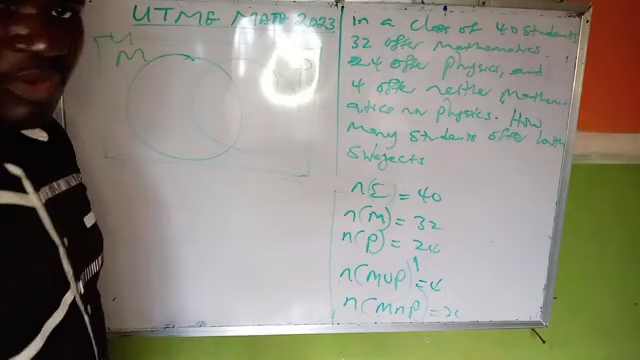 UTME MATH 2023
In a class of 40 students
32 offer mathematics.
24 offer physics, and
4 offer neither Mathem-
atics nor physics. How
many students offer both
subjects
μ
M
P
n(Σ) = 40
n(M) = 32
n(P) = 24
n(MUP)' = 4
n(M∩P) = x